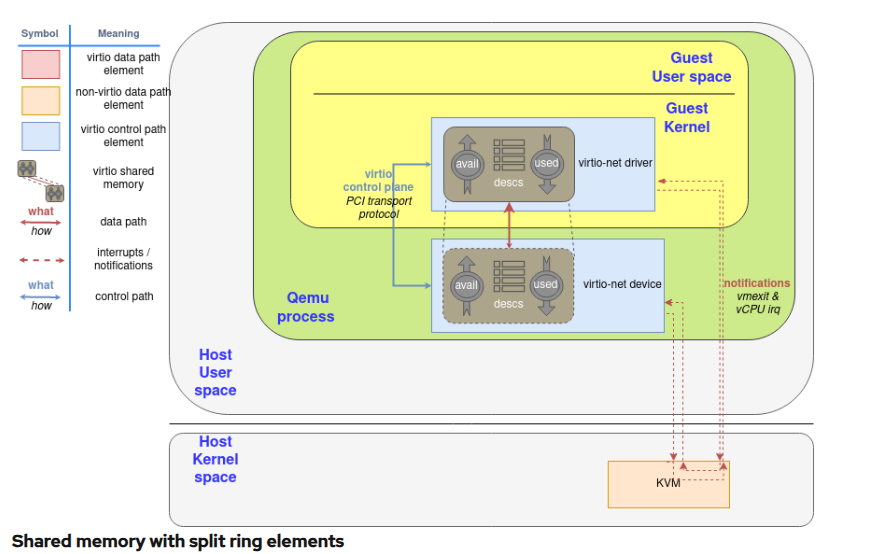 Symbol Meaning
virtio data path
element
non-virtio data path
element
virtio control path
element
virtio shared
memory
what
how
data path
interrupts /
notifications
what
how
control path
Guest
User space
Guest
Kernel
avail
used
descs
virtio-net driver
virtio
control plane
PCI transport
protocol
avail
used
descs
virtio-net device
notifications
vmexit &
vCPU irq
Qemu
process
Host
User
space
Host
Kernel
space
KVM
Shared memory with split ring elements